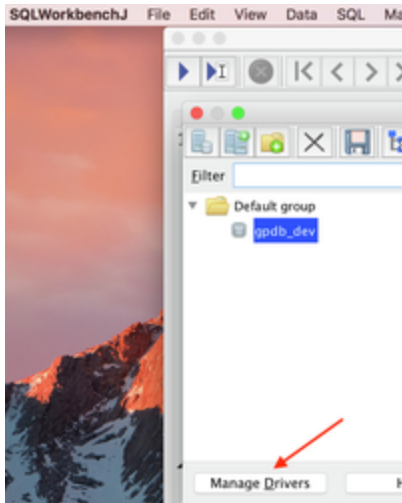 SQLWorkbenchJ File Edit View Data SQL
Filter
Default group
gpdb_dev
Manage Drivers